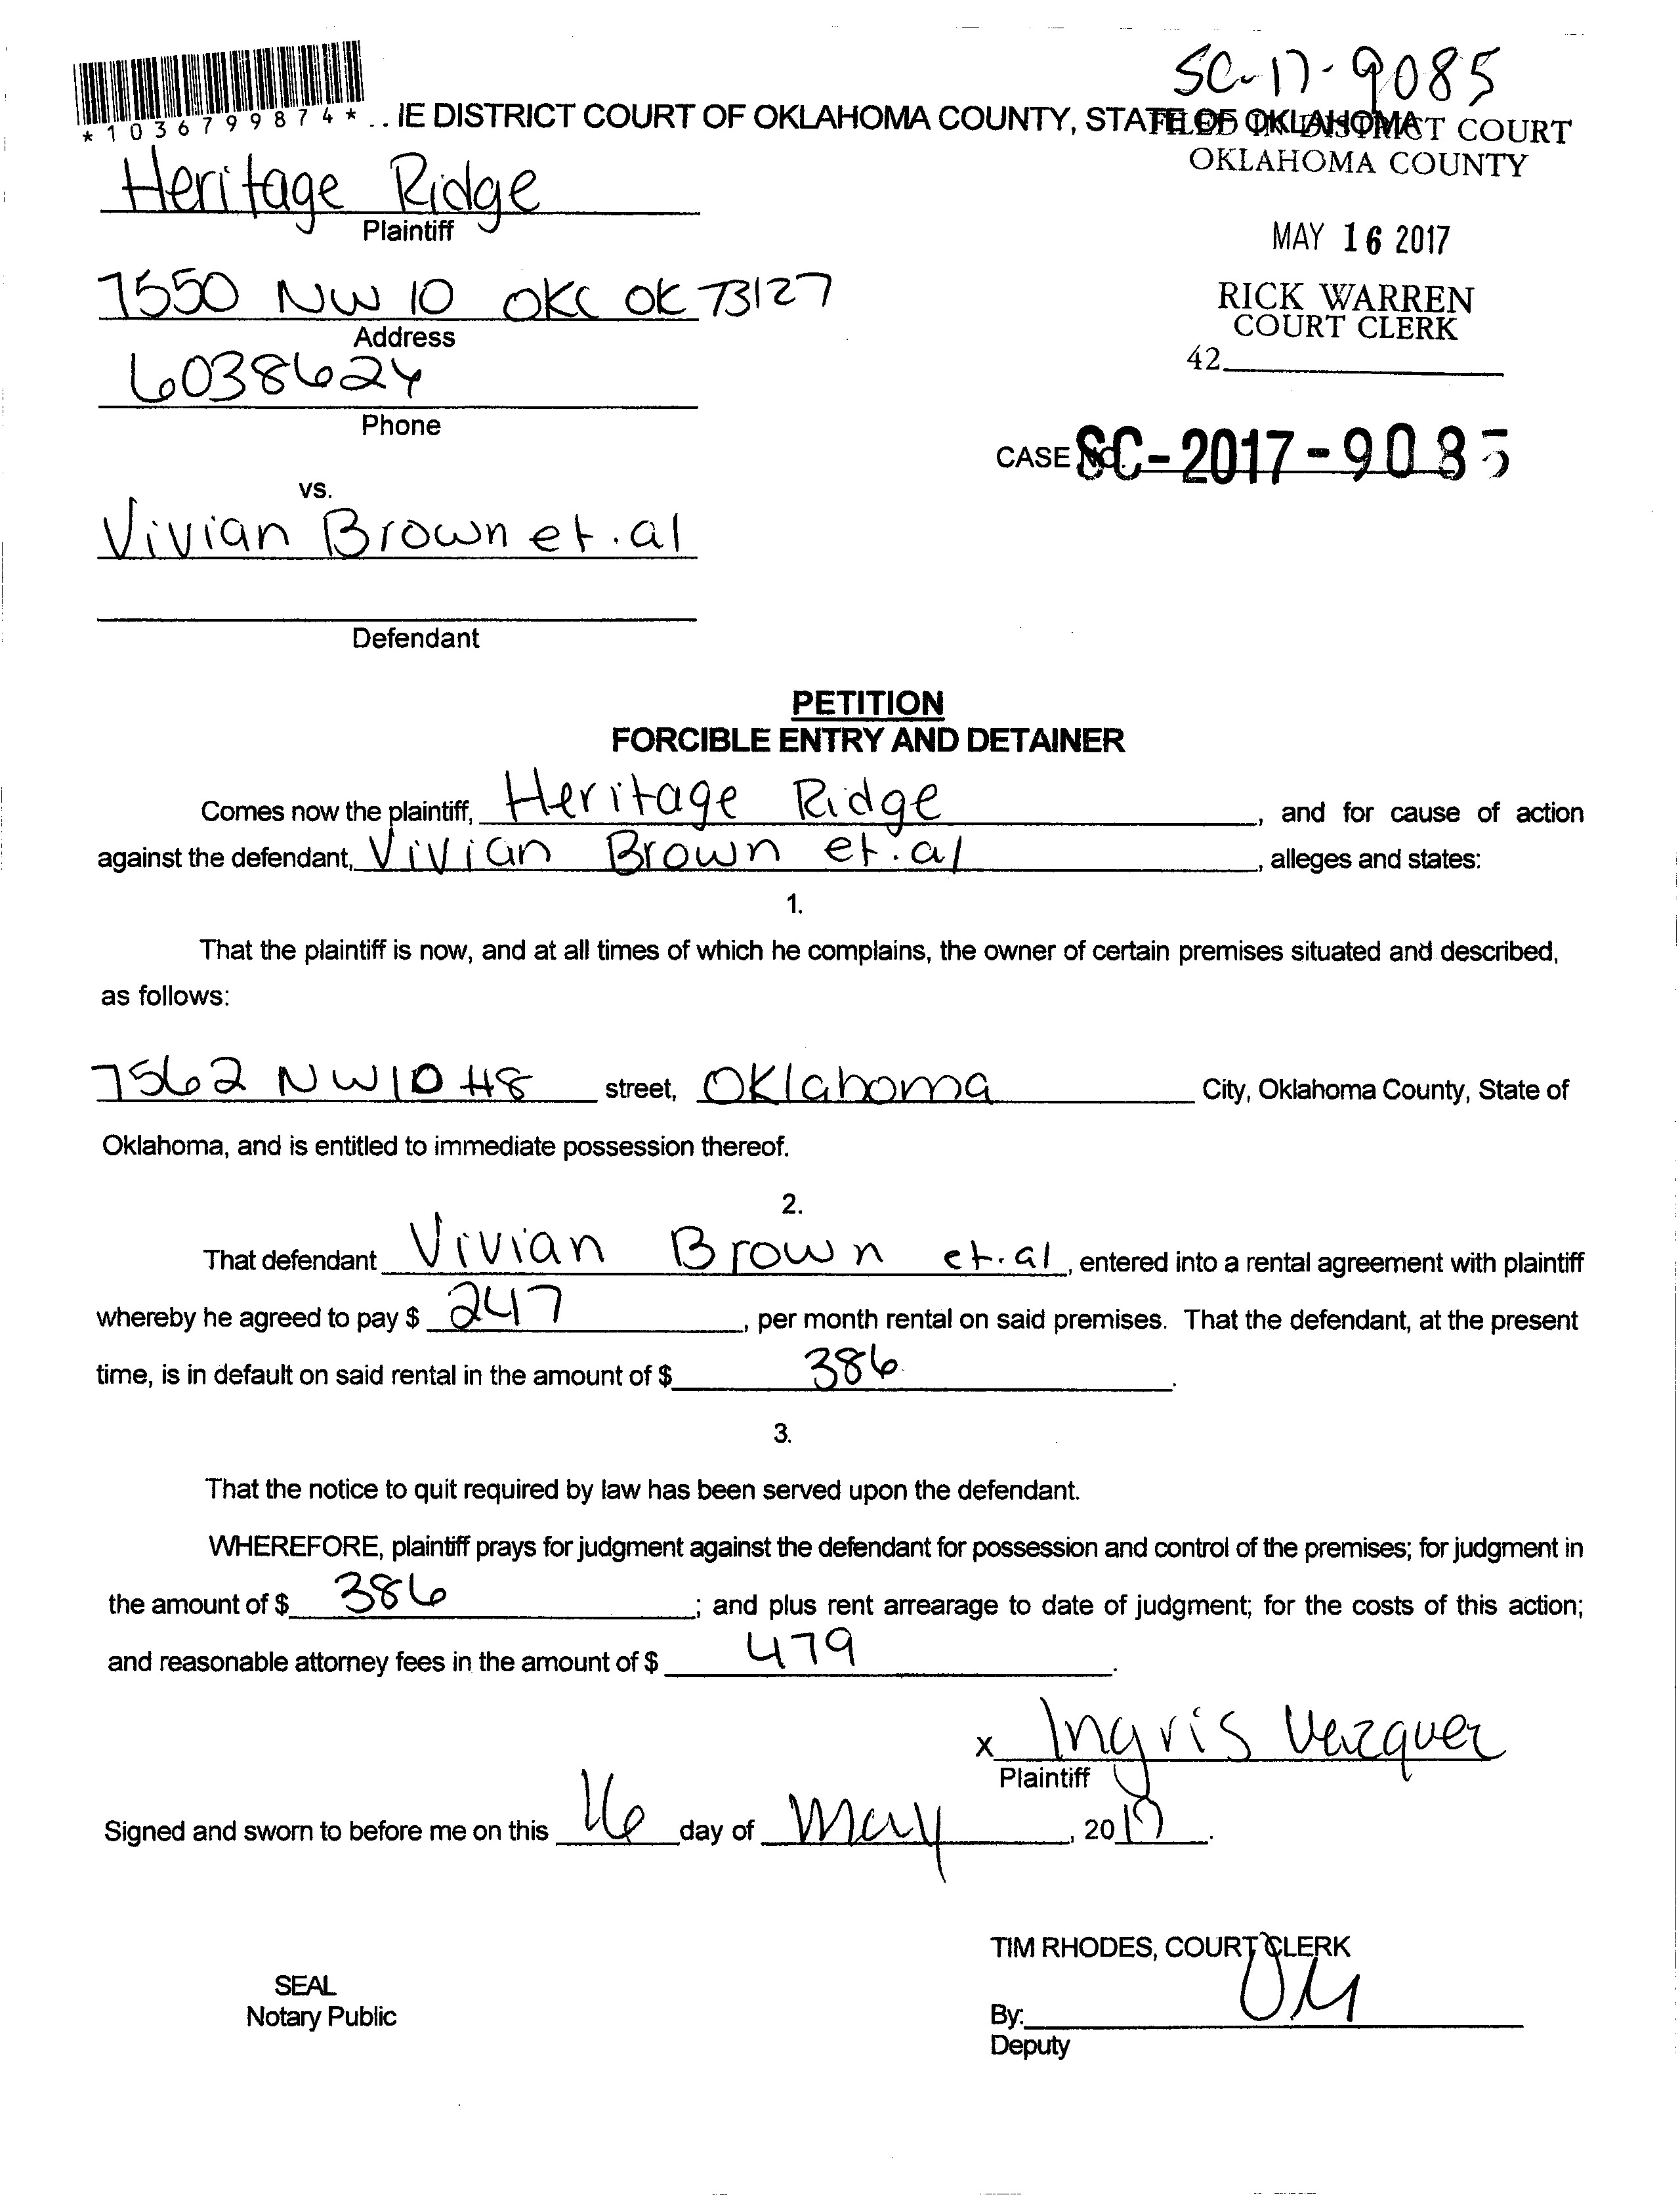 SC-17-9085
*1036799874* ..IE DISTRICT COURT OF OKLAHOMA COUNTY, STATE OF OKLAHOMA
FILED IN DISTRICT COURT
OKLAHOMA COUNTY
Heritage Ridge
Plaintiff
MAY 16 2017
7550 NW 10 OKC OK 73127
Address
RICK WARREN
COURT CLERK
42
6038624
Phone
CASE NO. SC-2017-9085
VS.
Vivian Brown et.al
Defendant
PETITION
FORCIBLE ENTRY AND DETAINER
Comes now the plaintiff, Heritage Ridge, and for cause of action
against the defendant, Vivian Brown et.al, alleges and states:
1.
That the plaintiff is now, and at all times of which he complains, the owner of certain premises situated and described,
as follows:
7562 NW 10 #8 street, Oklahoma City, Oklahoma County, State of
Oklahoma, and is entitled to immediate possession thereof.
2.
That defendant Vivian Brown et.al, entered into a rental agreement with plaintiff
whereby he agreed to pay $ 247, per month rental on said premises. That the defendant, at the present
time, is in default on said rental in the amount of $ 386.
3.
That the notice to quit required by law has been served upon the defendant.
WHEREFORE, plaintiff prays for judgment against the defendant for possession and control of the premises; for judgment in
the amount of $ 386; and plus rent arrearage to date of judgment; for the costs of this action;
and reasonable attorney fees in the amount of $ 479.
X Ingris Vazquez
Plaintiff
Signed and sworn to before me on this 16 day of May, 2017.
TIM RHODES, COURT CLERK
SEAL
Notary Public
By:
Deputy